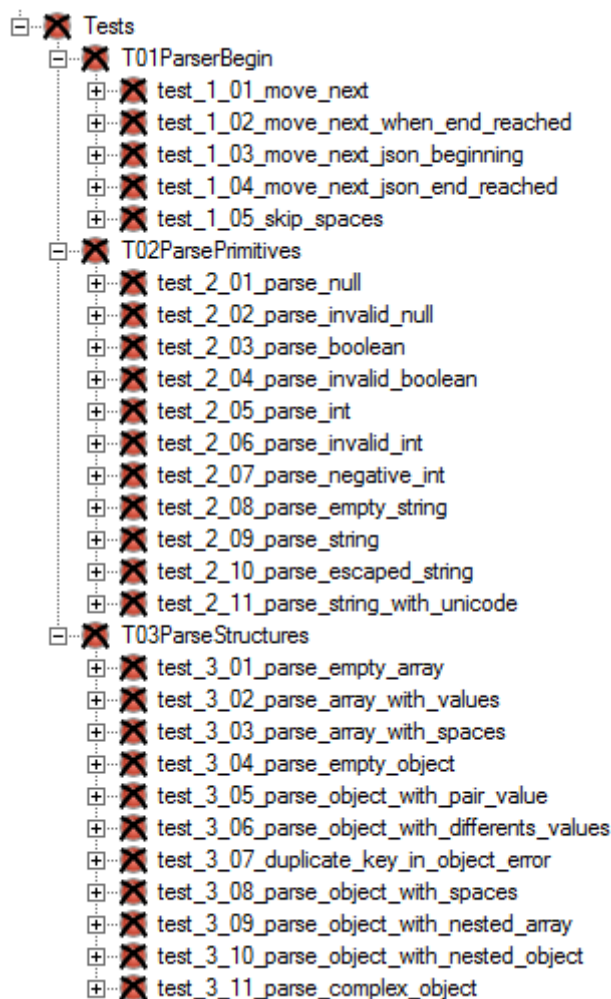 Tests
T01ParserBegin
test_1_01_move_next
test_1_02_move_next_when_end_reached
test_1_03_move_next_json_beginning
test_1_04_move_next_json_end_reached
test_1_05_skip_spaces
T02ParsePrimitives
test_2_01_parse_null
test_2_02_parse_invalid_null
test_2_03_parse_boolean
test_2_04_parse_invalid_boolean
test_2_05_parse_int
test_2_06_parse_invalid_int
test_2_07_parse_negative_int
test_2_08_parse_empty_string
test_2_09_parse_string
test_2_10_parse_escaped_string
test_2_11_parse_string_with_unicode
T03ParseStructures
test_3_01_parse_empty_array
test_3_02_parse_array_with_values
test_3_03_parse_array_with_spaces
test_3_04_parse_empty_object
test_3_05_parse_object_with_pair_value
test_3_06_parse_object_with_differents_values
test_3_07_duplicate_key_in_object_error
test_3_08_parse_object_with_spaces
test_3_09_parse_object_with_nested_array
test_3_10_parse_object_with_nested_object
test_3_11_parse_complex_object